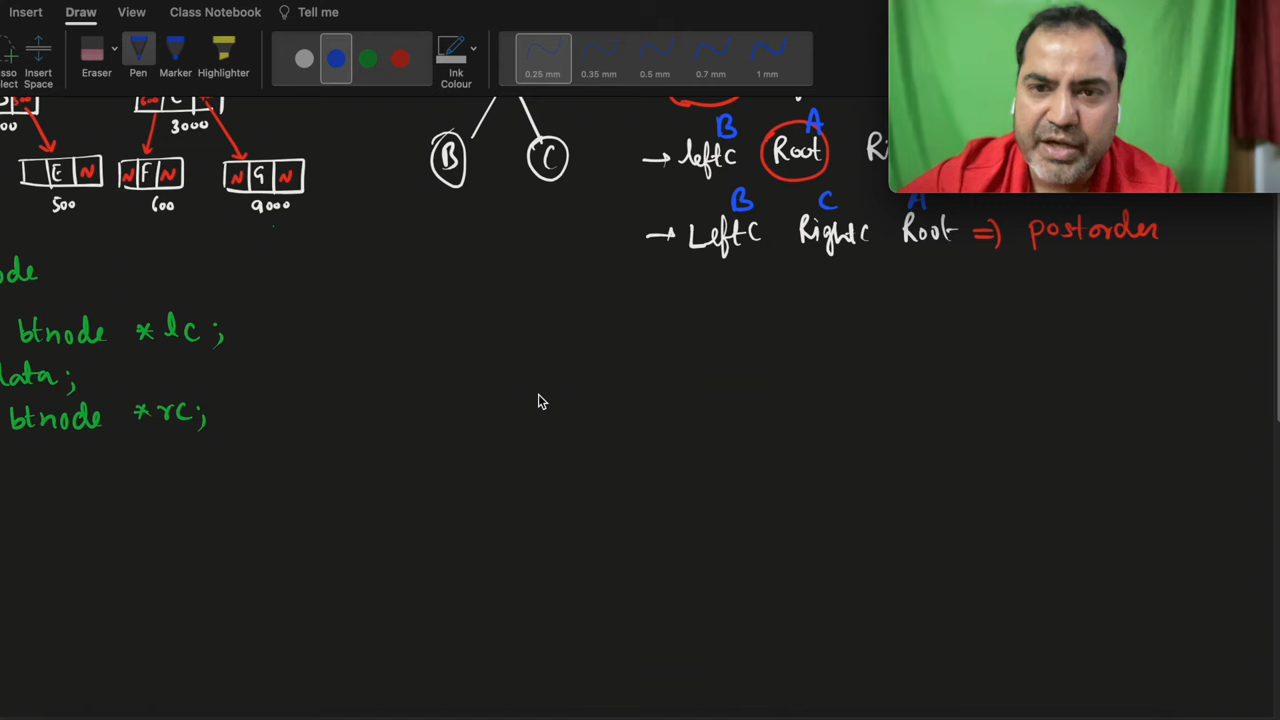 Insert Draw View Class Notebook Tell me
Eraser Pen Marker Highlighter Ink Colour 0.25 mm 0.35 mm 0.5 mm 0.7 mm 1 mm
Insert Space
3000
B A
B C
→ leftC Root
E N N F N N G N
500 600 9000
B C A
→ LeftC RightC Root => postorder
btnode *lc;
btnode *rc;